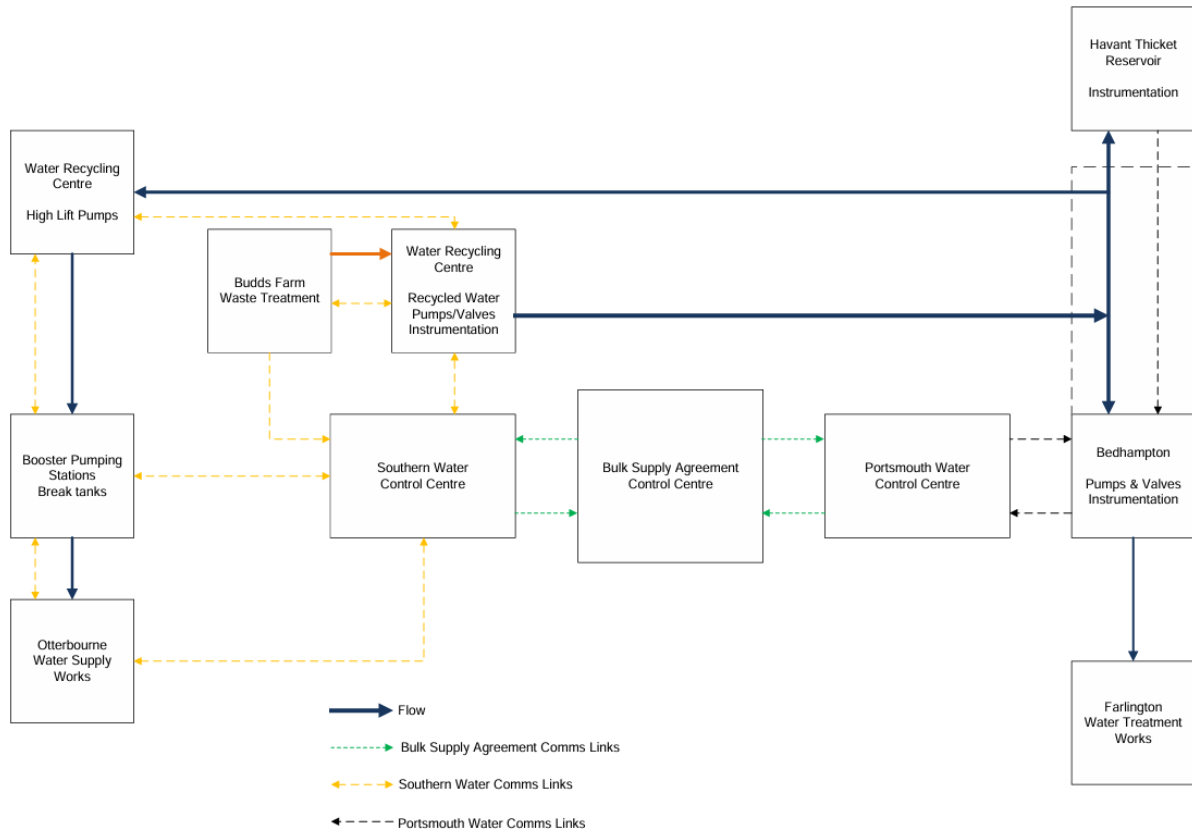 Havant Thicket
Reservoir
Instrumentation
Water Recycling
Centre
High Lift Pumps
Budds Farm
Waste Treatment
Water Recycling
Centre
Recycled Water
Pumps/Valves
Instrumentation
Booster Pumping
Stations
Break tanks
Southern Water
Control Centre
Bulk Supply Agreement
Control Centre
Portsmouth Water
Control Centre
Bedhampton
Pumps & Valves
Instrumentation
Otterbourne
Water Supply
Works
Farlington
Water Treatment
Works
Flow
Bulk Supply Agreement Comms Links
Southern Water Comms Links
Portsmouth Water Comms Links